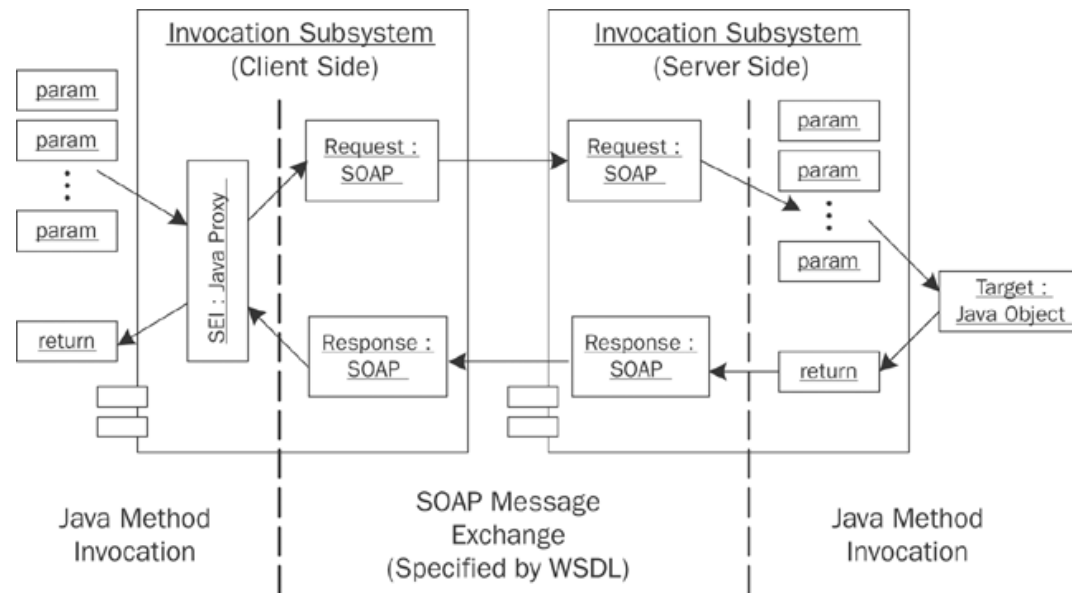 Invocation Subsystem
(Client Side)
Invocation Subsystem
(Server Side)
param
param
param
return
SEI : Java Proxy
Request :
SOAP
Response :
SOAP
Request :
SOAP
Response :
SOAP
param
param
param
return
Target :
Java Object
Java Method
Invocation
SOAP Message
Exchange
(Specified by WSDL)
Java Method
Invocation